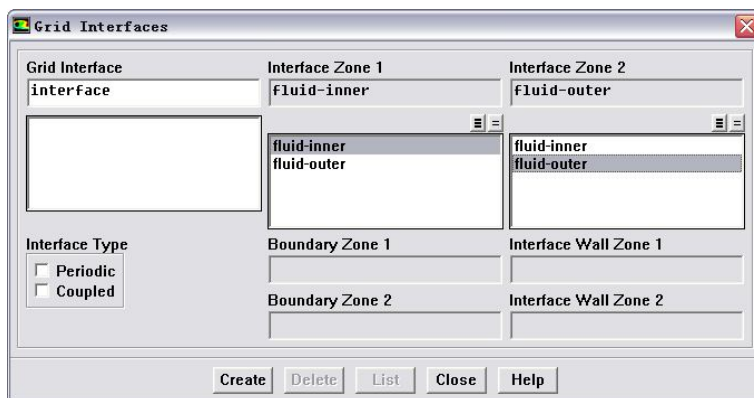 Grid Interfaces
Grid Interface
Interface Zone 1
Interface Zone 2
interface
fluid-inner
fluid-outer
fluid-inner
fluid-outer
fluid-inner
fluid-outer
Interface Type
Periodic
Coupled
Boundary Zone 1
Interface Wall Zone 1
Boundary Zone 2
Interface Wall Zone 2
Create
Delete
List
Close
Help